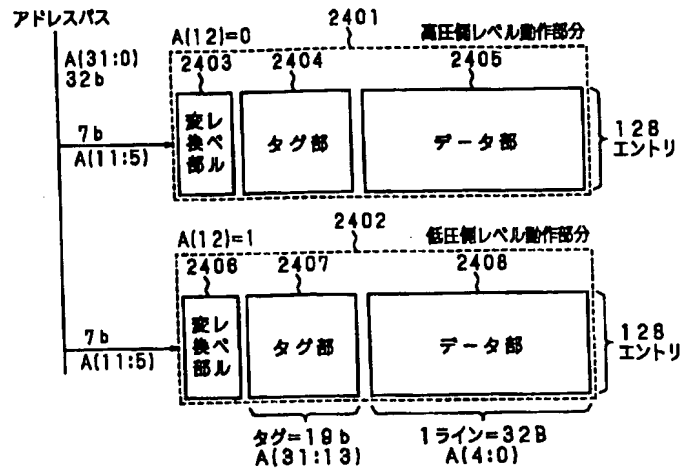 アドレスバス
A(31:0)
32b
A(12)=0
2401
高圧側レベル動作部分
2403
2404
2405
7b
A(11:5)
レベル変換部
タグ部
データ部
128
エントリ
A(12)=1
2402
低圧側レベル動作部分
2406
2407
2408
7b
A(11:5)
レベル変換部
タグ部
データ部
128
エントリ
タグ=19b
A(31:13)
1ライン=32B
A(4:0)